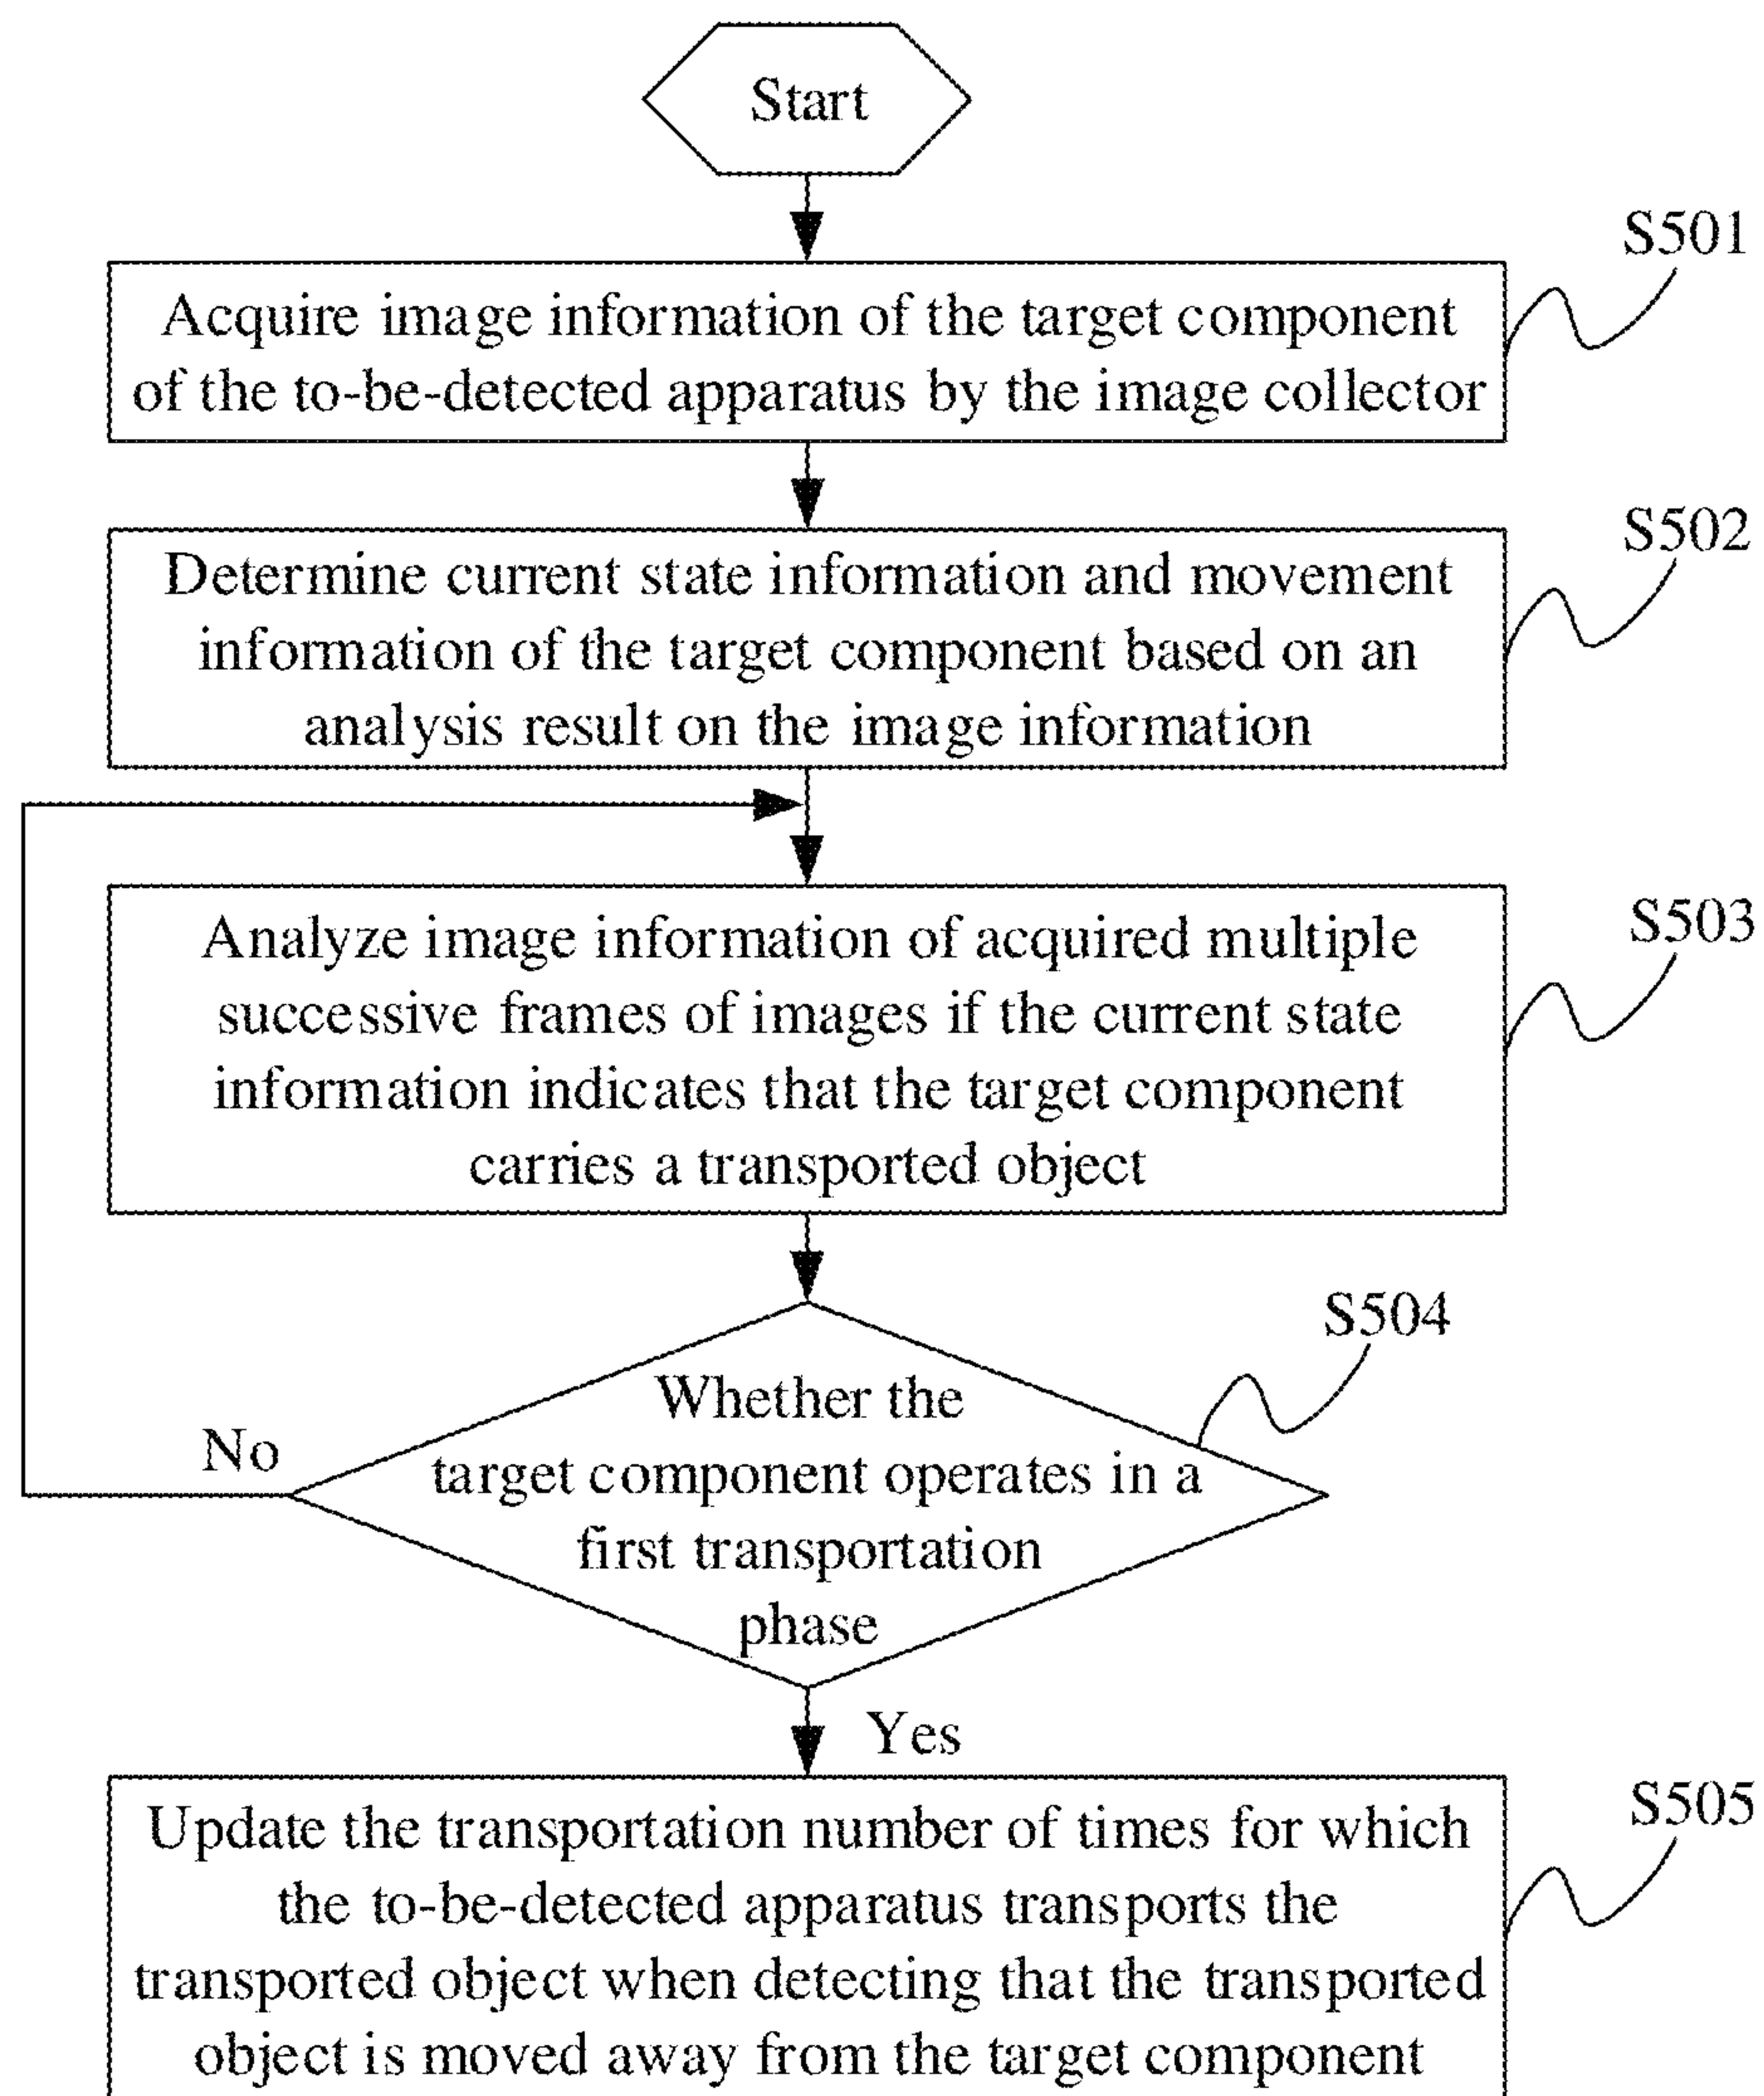 Start
S501
Acquire image information of the target component
of the to-be-detected apparatus by the image collector
S502
Determine current state information and movement
information of the target component based on an
analysis result on the image information
S503
Analyze image information of acquired multiple
successive frames of images if the current state
information indicates that the target component
carries a transported object
S504
Whether the
target component operates in a
first transportation
phase
No
Yes
S505
Update the transportation number of times for which
the to-be-detected apparatus transports the
transported object when detecting that the transported
object is moved away from the target component